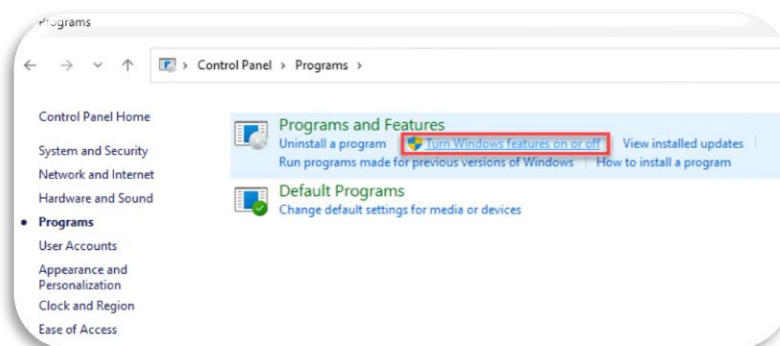 Programs
Control Panel > Programs >
Control Panel Home
System and Security
Network and Internet
Hardware and Sound
Programs
User Accounts
Appearance and
Personalization
Clock and Region
Ease of Access
Programs and Features
Uninstall a program
Turn Windows features on or off
View installed updates
Run programs made for previous versions of Windows
How to install a program
Default Programs
Change default settings for media or devices